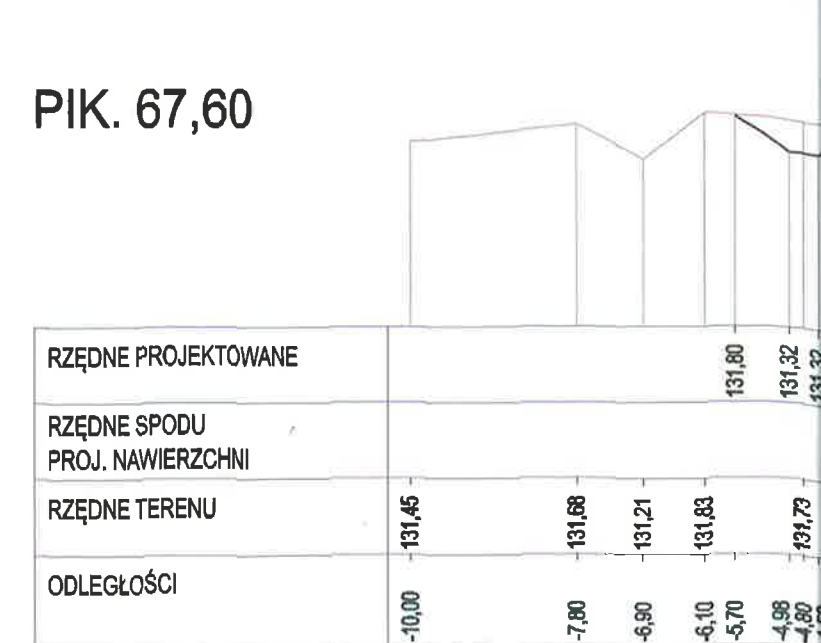 PIK. 67,60
RZĘDNE PROJEKTOWANE
131,80
131,32
RZĘDNE SPODU
PROJ. NAWIERZCHNI
RZĘDNE TERENU
131,45
131,68
131,21
131,83
131,73
ODLEGŁOŚCI
-10,00
-7,80
-6,90
-6,10
-5,70
-4,98
-4,80